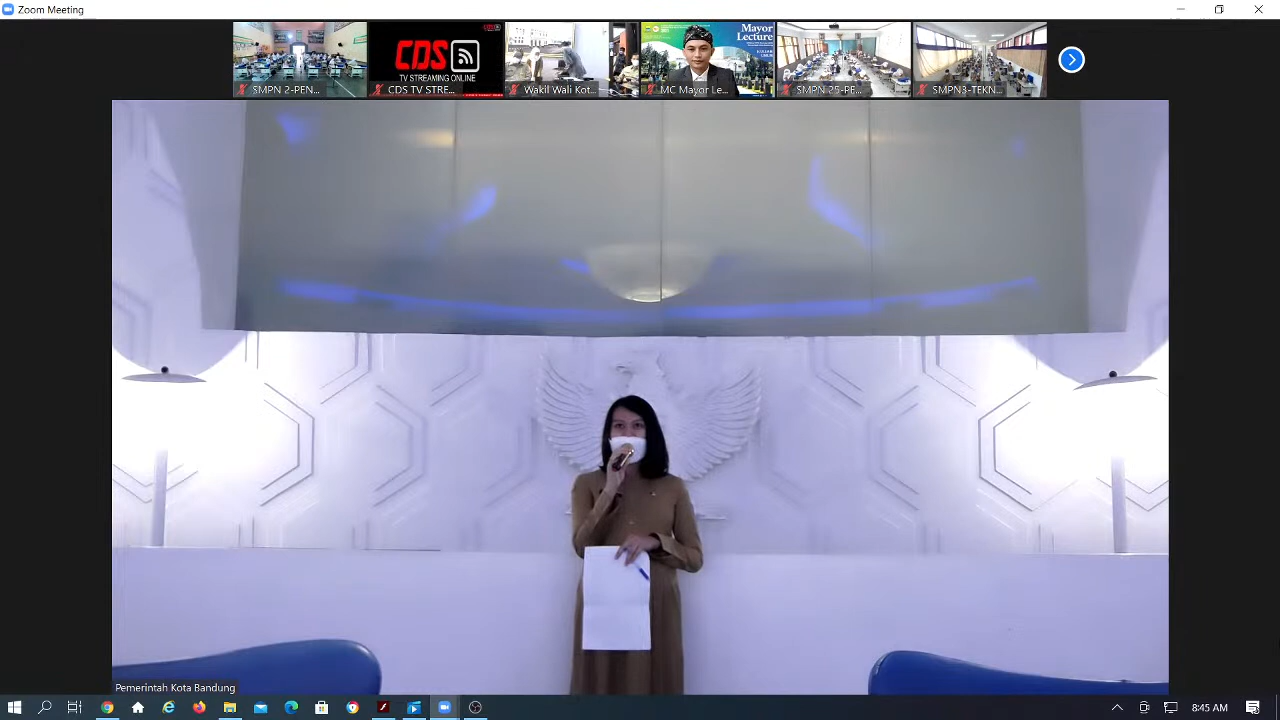 Zoom Meeting
SMPN 2-PEN...
CDS
TV STREAMING ONLINE
CDS TV STRE...
Wakil Wali Kot...
Mayor
Lecture
MC Mayor Le...
SMPN 25-PE...
SMPN3-TEKN...
Pemerintah Kota Bandung
8:45 AM